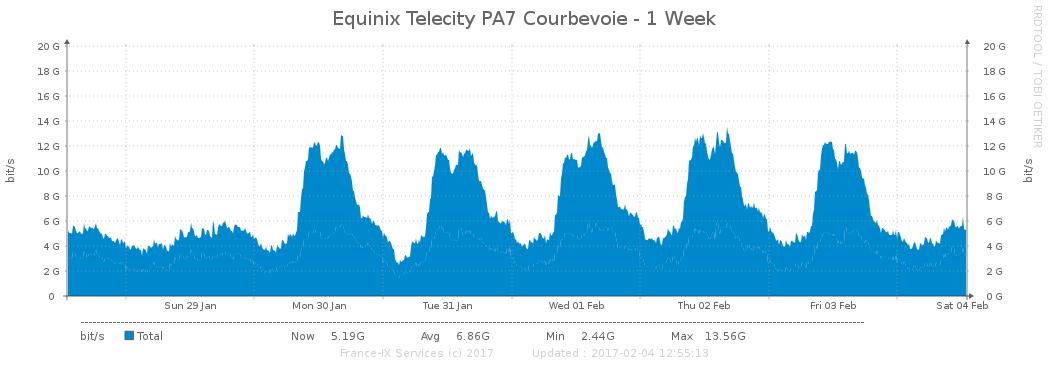 Equinix Telecity PA7 Courbevoie - 1 Week
RRDTOOL / TOBI OETIKER
bit/s
20 G
18 G
16 G
14 G
12 G
10 G
8 G
6 G
4 G
2 G
0
20 G
18 G
16 G
14 G
12 G
10 G
8 G
6 G
4 G
2 G
0 G
bit/s
Sun 29 Jan Mon 30 Jan Tue 31 Jan Wed 01 Feb Thu 02 Feb Fri 03 Feb Sat 04 Feb
bit/s Total Now 5.19G Avg 6.86G Min 2.44G Max 13.56G
France-IX Services (c) 2017 Updated : 2017-02-04 12:55:13